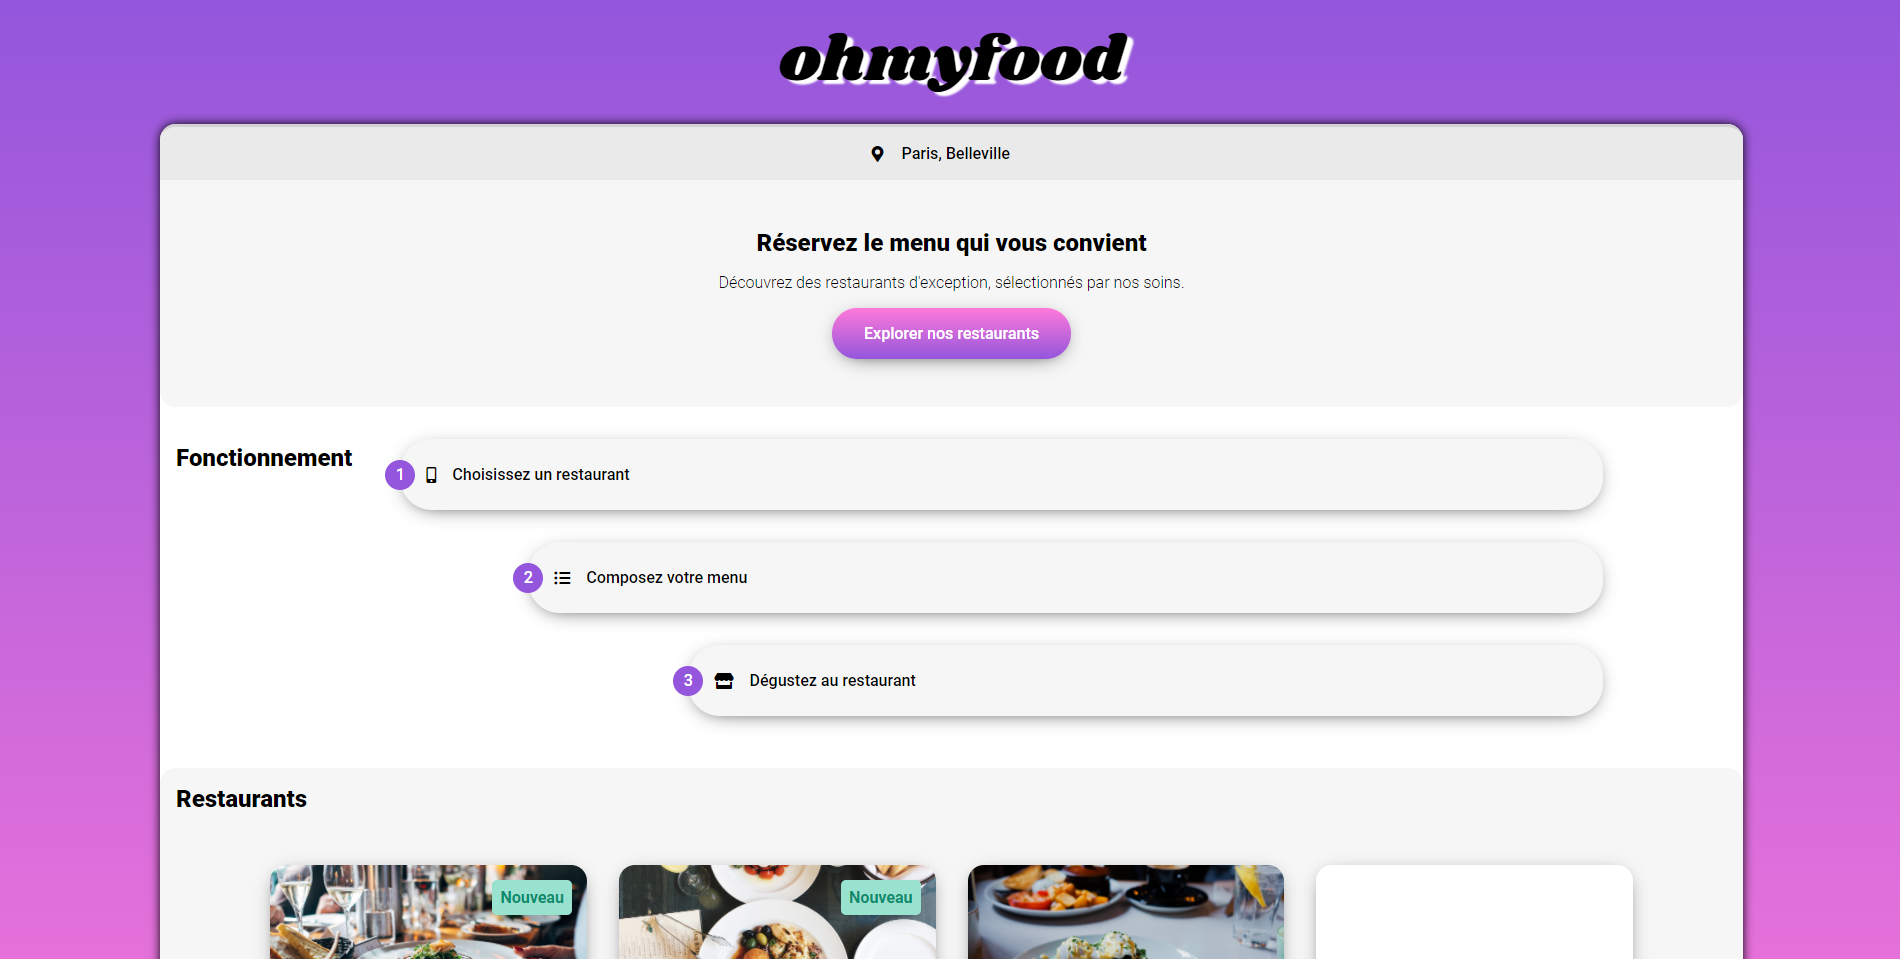 ohmyfood
Paris, Belleville
Réservez le menu qui vous convient
Découvrez des restaurants d'exception, sélectionnés par nos soins.
Explorer nos restaurants
Fonctionnement
1 Choisissez un restaurant
2 Composez votre menu
3 Dégustez au restaurant
Restaurants
Nouveau
Nouveau